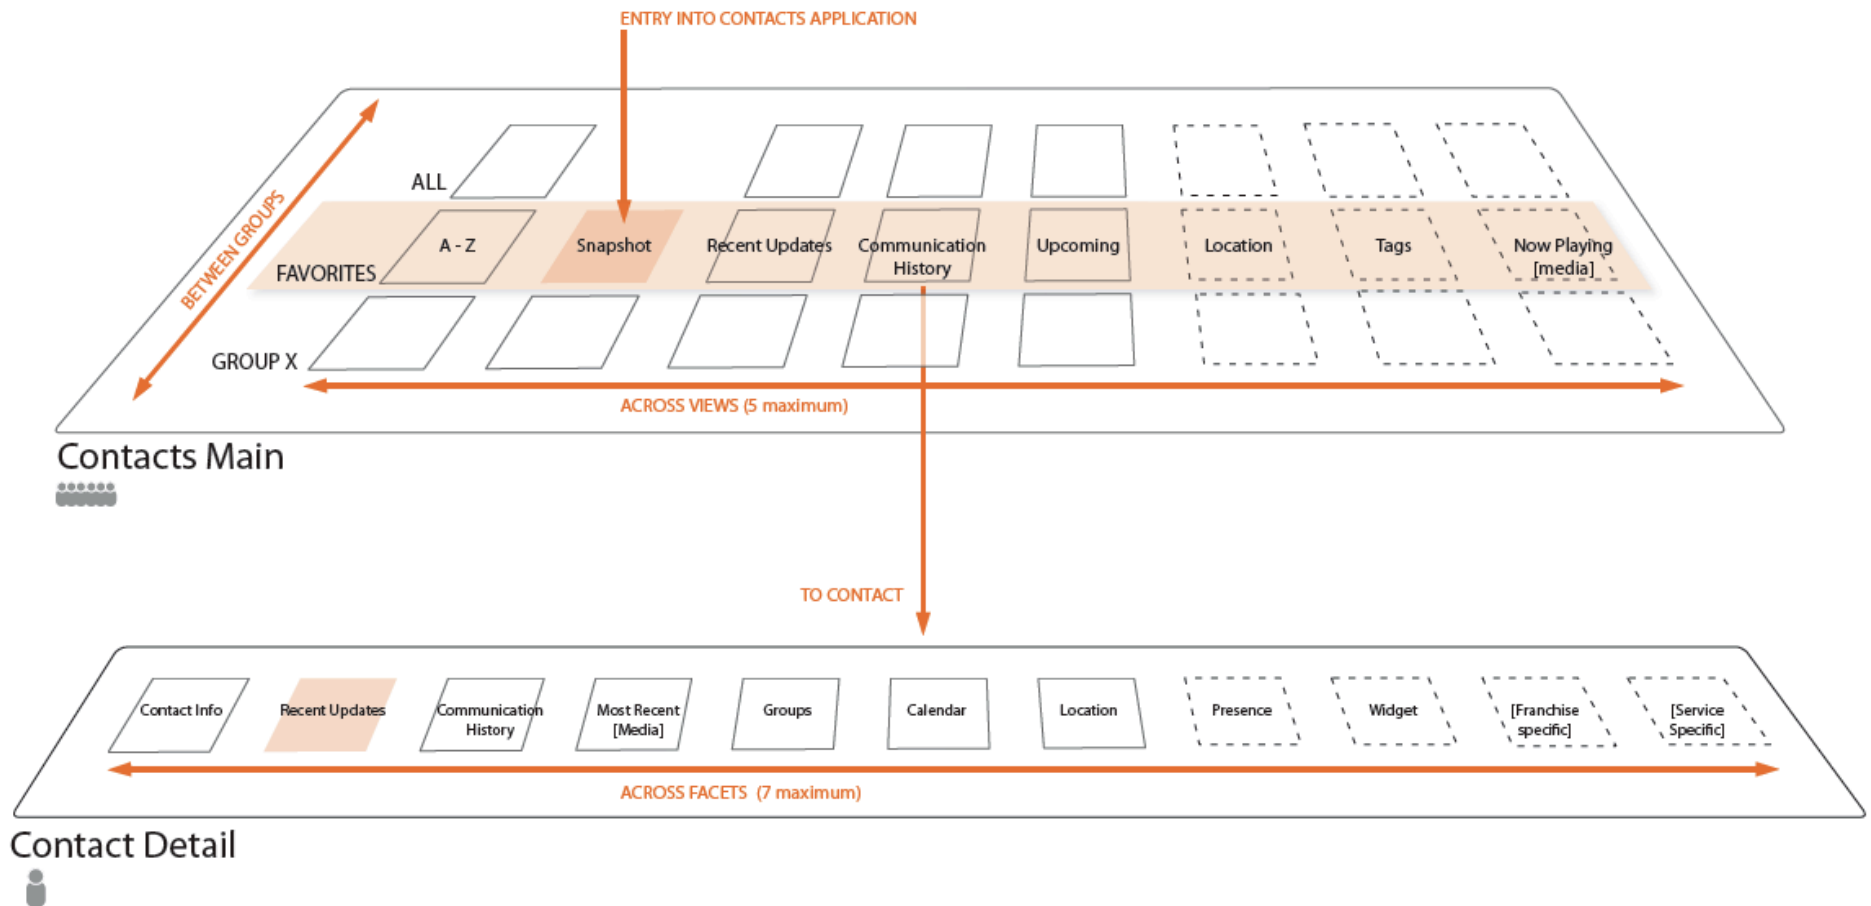 ENTRY INTO CONTACTS APPLICATION
BETWEEN GROUPS
ALL
FAVORITES
A - Z
Snapshot
Recent Updates
Communication
History
Upcoming
Location
Tags
Now Playing
[media]
GROUP X
ACROSS VIEWS (5 maximum)
Contacts Main
TO CONTACT
Contact Info
Recent Updates
Communication
History
Most Recent
[Media]
Groups
Calendar
Location
Presence
Widget
[Franchise
specific]
[Service
Specific]
ACROSS FACETS (7 maximum)
Contact Detail